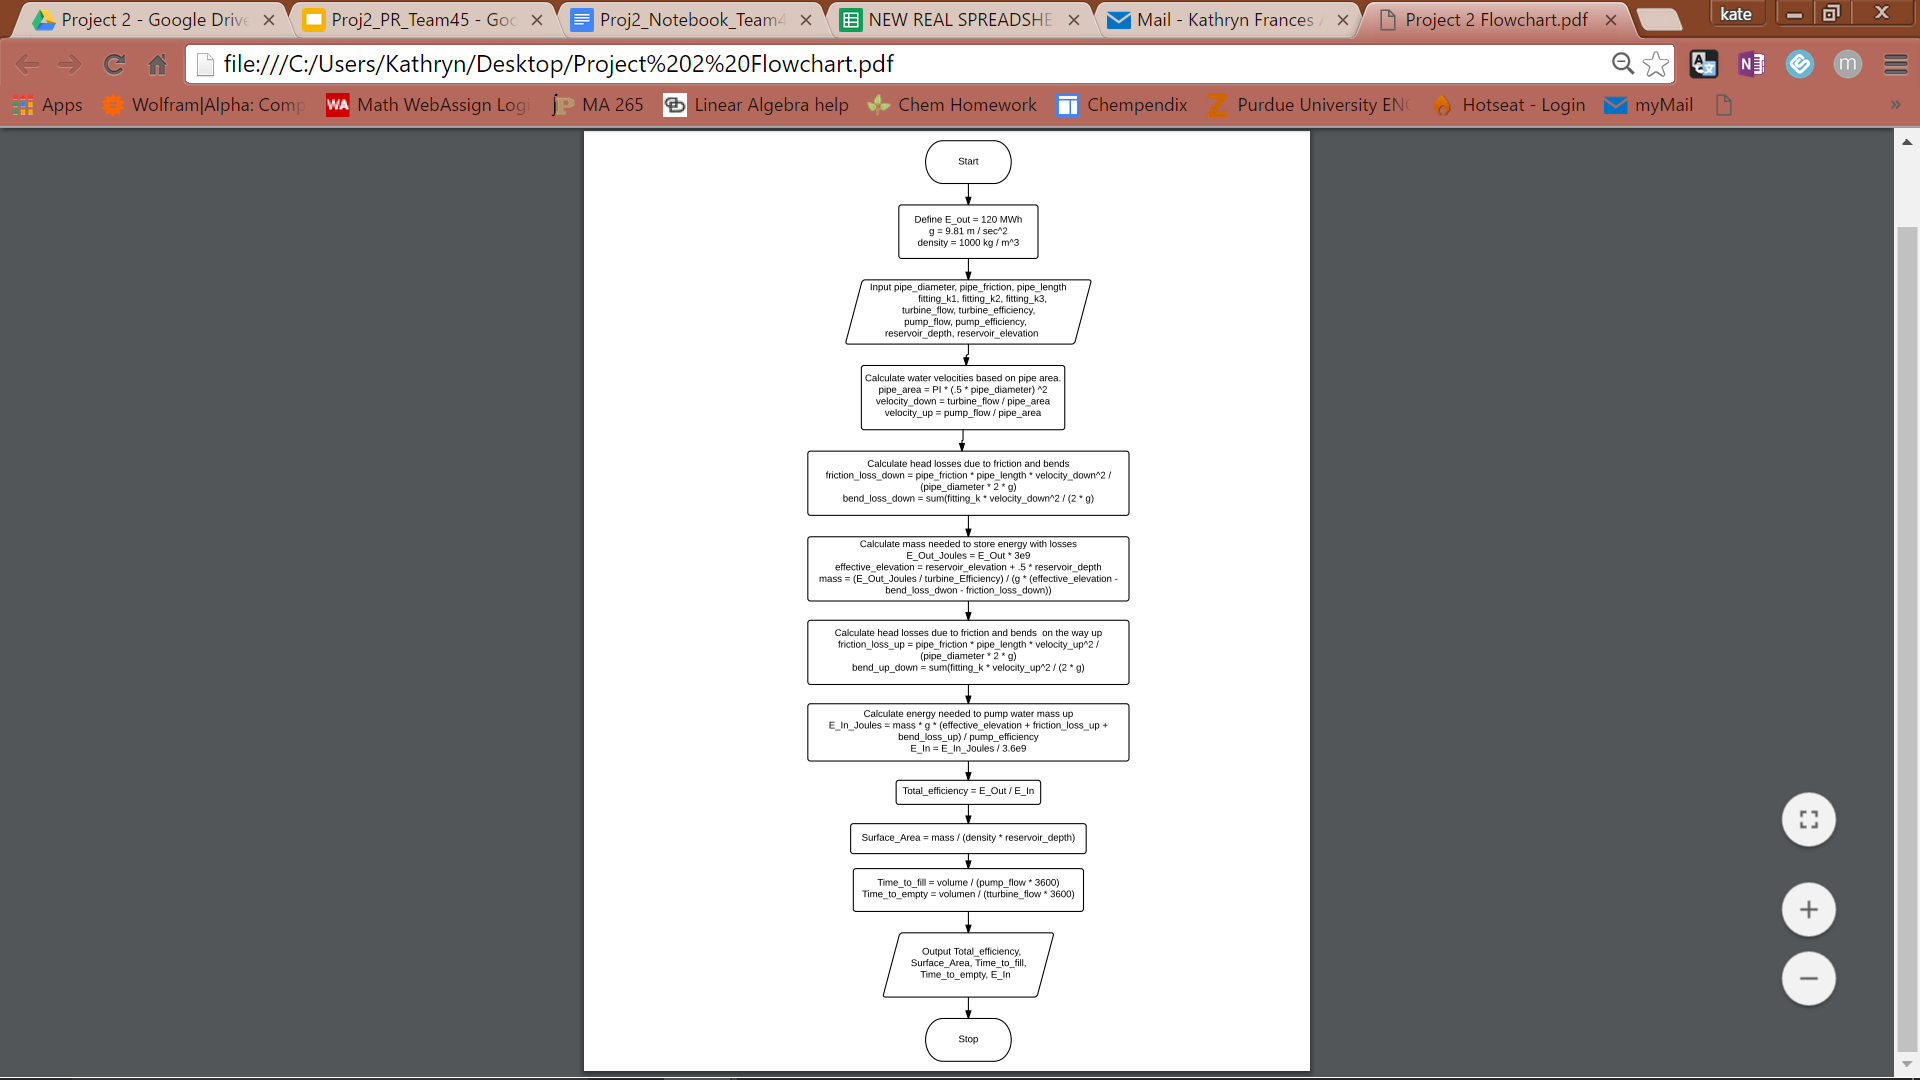 Project 2 - Google Drive
Proj2_PR_Team45 - Goo
Proj2_Notebook_Team4
NEW REAL SPREADSHE
Mail - Kathryn Frances
Project 2 Flowchart.pdf
kate
file:///C:/Users/Kathryn/Desktop/Project%202%20Flowchart.pdf
Apps
Wolfram|Alpha: Comp
WA
Math WebAssign Logi
MA 265
Linear Algebra help
Chem Homework
Chempendix
Purdue University ENG
Hotseat - Login
myMail
»
Start
Define E_out = 120 MWh
g = 9.81 m / sec^2
density = 1000 kg / m^3
Input pipe_diameter, pipe_friction, pipe_length
fitting_k1, fitting_k2, fitting_k3,
turbine_flow, turbine_efficiency,
pump_flow, pump_efficiency,
reservoir_depth, reservoir_elevation
Calculate water velocities based on pipe area.
pipe_area = PI * (.5 * pipe_diameter) ^2
velocity_down = turbine_flow / pipe_area
velocity_up = pump_flow / pipe_area
Calculate head losses due to friction and bends
friction_loss_down = pipe_friction * pipe_length * velocity_down^2 /
(pipe_diameter * 2 * g)
bend_loss_down = sum(fitting_k * velocity_down^2 / (2 * g)
Calculate mass needed to store energy with losses
E_Out_Joules = E_Out * 3e9
effective_elevation = reservoir_elevation + .5 * reservoir_depth
mass = (E_Out_Joules / turbine_Efficiency) / (g * (effective_elevation -
bend_loss_dwon - friction_loss_down))
Calculate head losses due to friction and bends on the way up
friction_loss_up = pipe_friction * pipe_length * velocity_up^2 /
(pipe_diameter * 2 * g)
bend_up_down = sum(fitting_k * velocity_up^2 / (2 * g)
Calculate energy needed to pump water mass up
E_In_Joules = mass * g * (effective_elevation + friction_loss_up +
bend_loss_up) / pump_efficiency
E_In = E_In_Joules / 3.6e9
Total_efficiency = E_Out / E_In
Surface_Area = mass / (density * reservoir_depth)
Time_to_fill = volume / (pump_flow * 3600)
Time_to_empty = volumen / (tturbine_flow * 3600)
Output Total_efficiency,
Surface_Area, Time_to_fill,
Time_to_empty, E_In
Stop